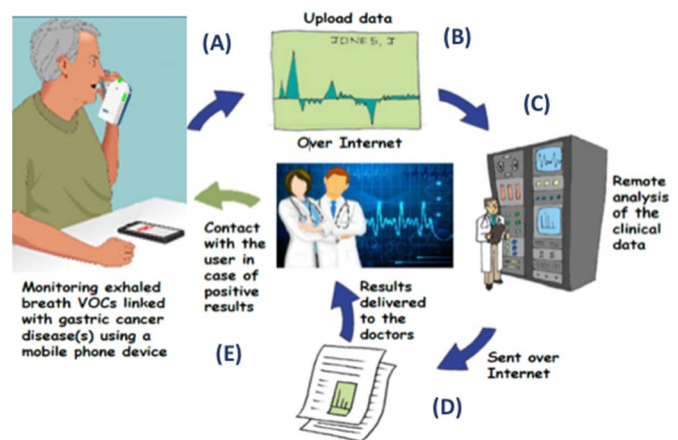 Upload data
(A)
JONES, J
(B)
Over Internet
(C)
Remote
analysis
of the
clinical
data
Contact
with the
user in
case of
positive
results
Monitoring exhaled
breath VOCs linked
with gastric cancer
disease(s) using a
mobile phone device
Results
delivered
to the
doctors
(E)
Sent over
Internet
(D)